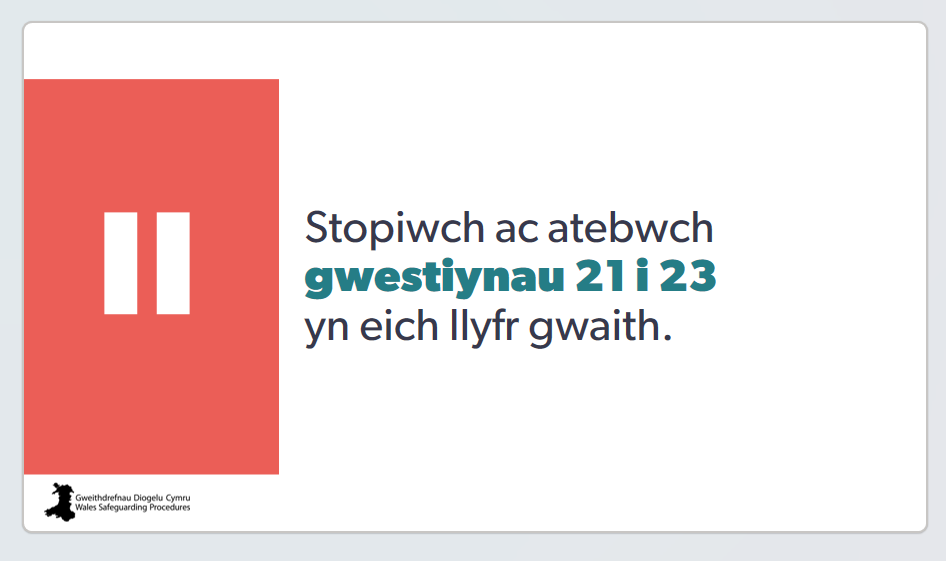 Stopiwch ac atebwch
gwestiynau 21 i 23
yn eich llyfr gwaith.
Gweithdrefnau Diogelu Cymru
Wales Safeguarding Procedures